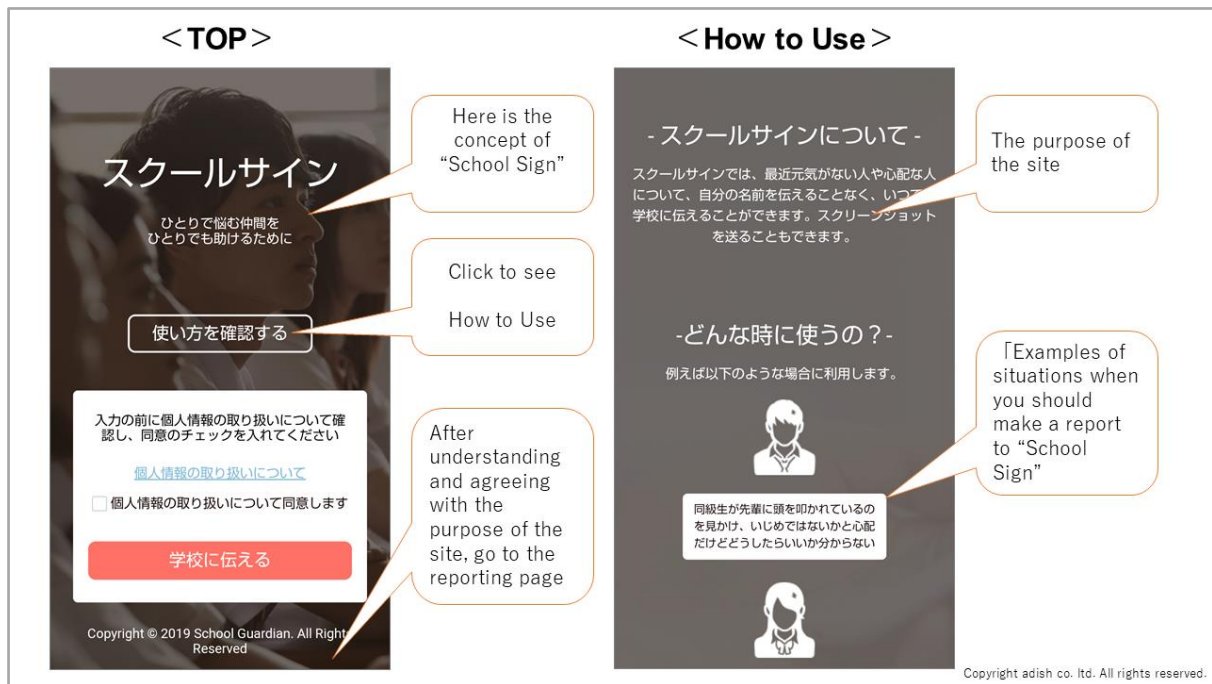 ＜TOP＞
スクールサイン
ひとりで悩む仲間を
ひとりでも助けるために
使い方を確認する
入力の前に個人情報の取り扱いについて確
認し、同意のチェックを入れてください
個人情報の取り扱いについて
個人情報の取り扱いについて同意します
学校に伝える
Copyright © 2019 School Guardian. All Rights
Reserved
Here is the
concept of
“School Sign”
Click to see
How to Use
After
understanding
and agreeing
with the
purpose of the
site, go to the
reporting page
＜How to Use＞
- スクールサインについて -
スクールサインでは、最近元気がない人や心配な人
について、自分の名前を伝えることなく、いつ
学校に伝えることができます。スクリーンショット
を送ることもできます。
-どんな時に使うの？-
例えば以下のような場合に利用します。
同級生が先輩に頭を叩かれているの
を見かけ、いじめではないかと心配
だけどどうしたらいいか分からない
The purpose of
the site
「Examples of
situations when
you should
make a report
to “School
Sign”
Copyright adish co. ltd. All rights reserved.